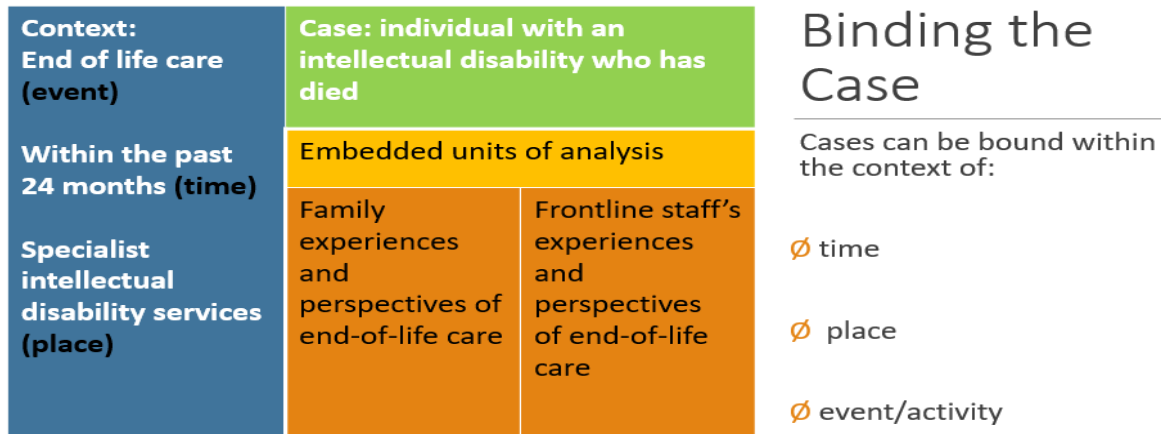 Context:
End of life care
(event)
Within the past
24 months (time)
Specialist
intellectual
disability services
(place)
Case: individual with an
intellectual disability who has
died
Embedded units of analysis
Family
experiences
and
perspectives of
end-of-life care
Frontline staff’s
experiences
and
perspectives
of end-of-life
care
Binding the
Case
Cases can be bound within
the context of:
Ø time
Ø place
Ø event/activity